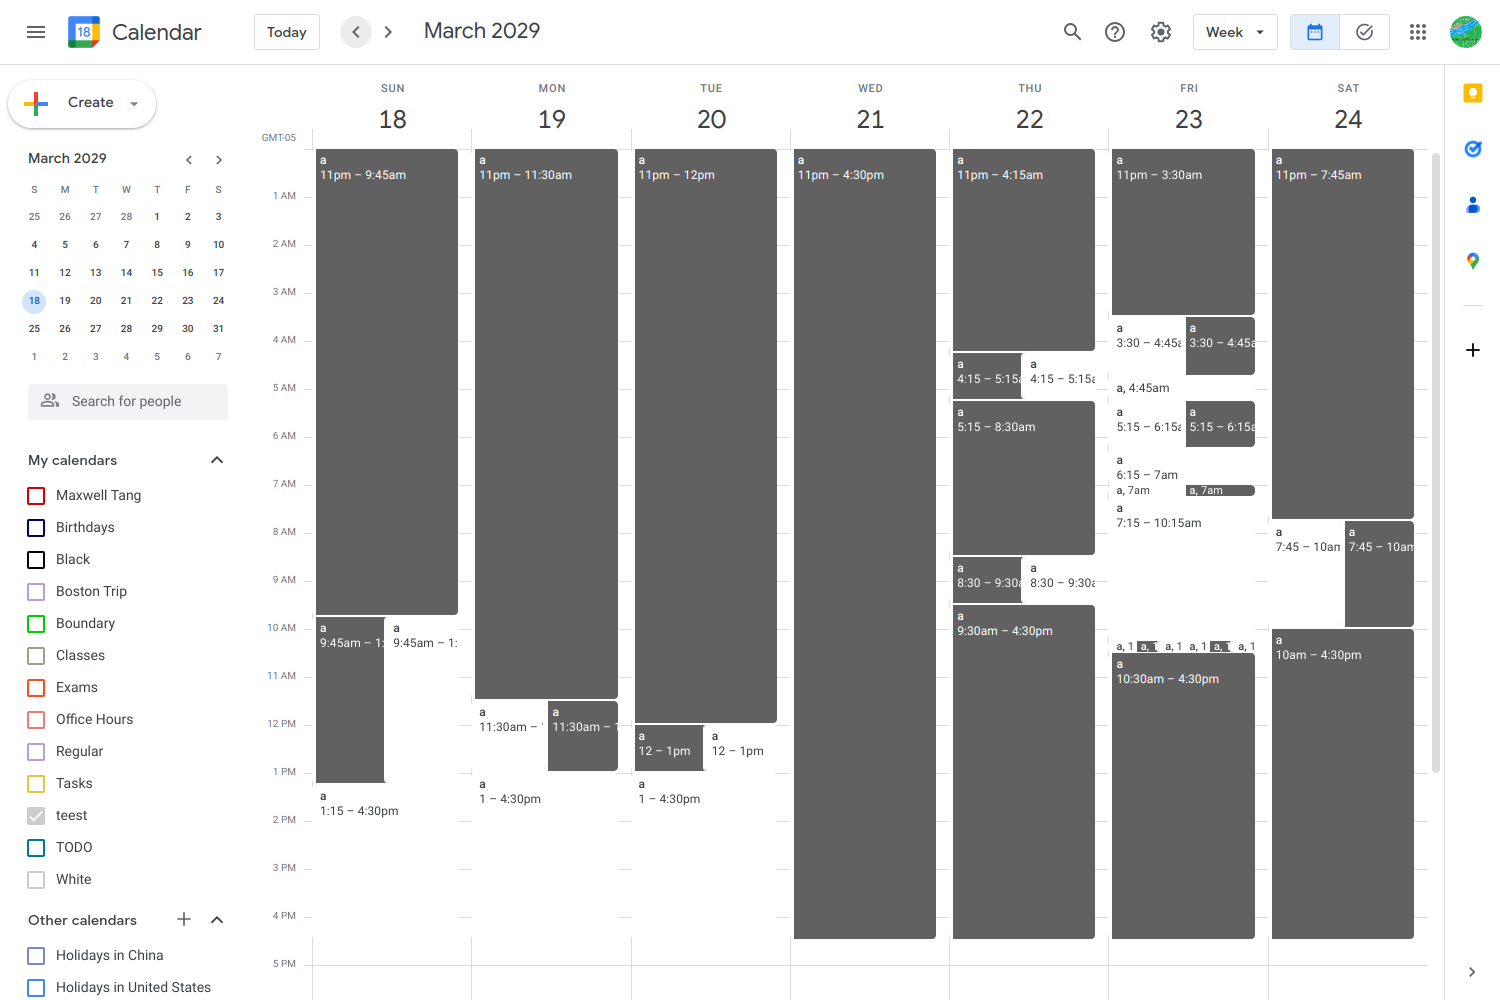 18 Calendar Today March 2029 Week
Create
March 2029
S M T W T F S
25 26 27 28 1 2 3
4 5 6 7 8 9 10
11 12 13 14 15 16 17
18 19 20 21 22 23 24
25 26 27 28 29 30 31
1 2 3 4 5 6 7
Search for people
My calendars
Maxwell Tang
Birthdays
Black
Boston Trip
Boundary
Classes
Exams
Office Hours
Regular
Tasks
teest
TODO
White
Other calendars
Holidays in China
Holidays in United States
SUN MON TUE WED THU FRI SAT
18 19 20 21 22 23 24
GMT-05
1 AM
2 AM
3 AM
4 AM
5 AM
6 AM
7 AM
8 AM
9 AM
10 AM
11 AM
12 PM
1 PM
2 PM
3 PM
4 PM
5 PM
a
11pm – 9:45am
a
9:45am – 1:
a
9:45am – 1:
a
1:15 – 4:30pm
a
11pm – 11:30am
a
11:30am –
a
11:30am – 1
a
1 – 4:30pm
a
11pm – 12pm
a
12 – 1pm
a
12 – 1pm
a
1 – 4:30pm
a
11pm – 4:30pm
a
11pm – 4:15am
a
4:15 – 5:15a
a
4:15 – 5:15a
a
5:15 – 8:30am
a
8:30 – 9:30a
a
8:30 – 9:30a
a
9:30am – 4:30pm
a
11pm – 3:30am
a
3:30 – 4:45a
a
3:30 – 4:45a
a, 4:45am
a
5:15 – 6:15a
a
5:15 – 6:15a
a
6:15 – 7am
a, 7am
a, 7am
a
7:15 – 10:15am
a, 1
a, 1
a, 1
a, 1
a, 1
a, 1
a
10:30am – 4:30pm
a
11pm – 7:45am
a
7:45 – 10am
a
7:45 – 10am
a
10am – 4:30pm